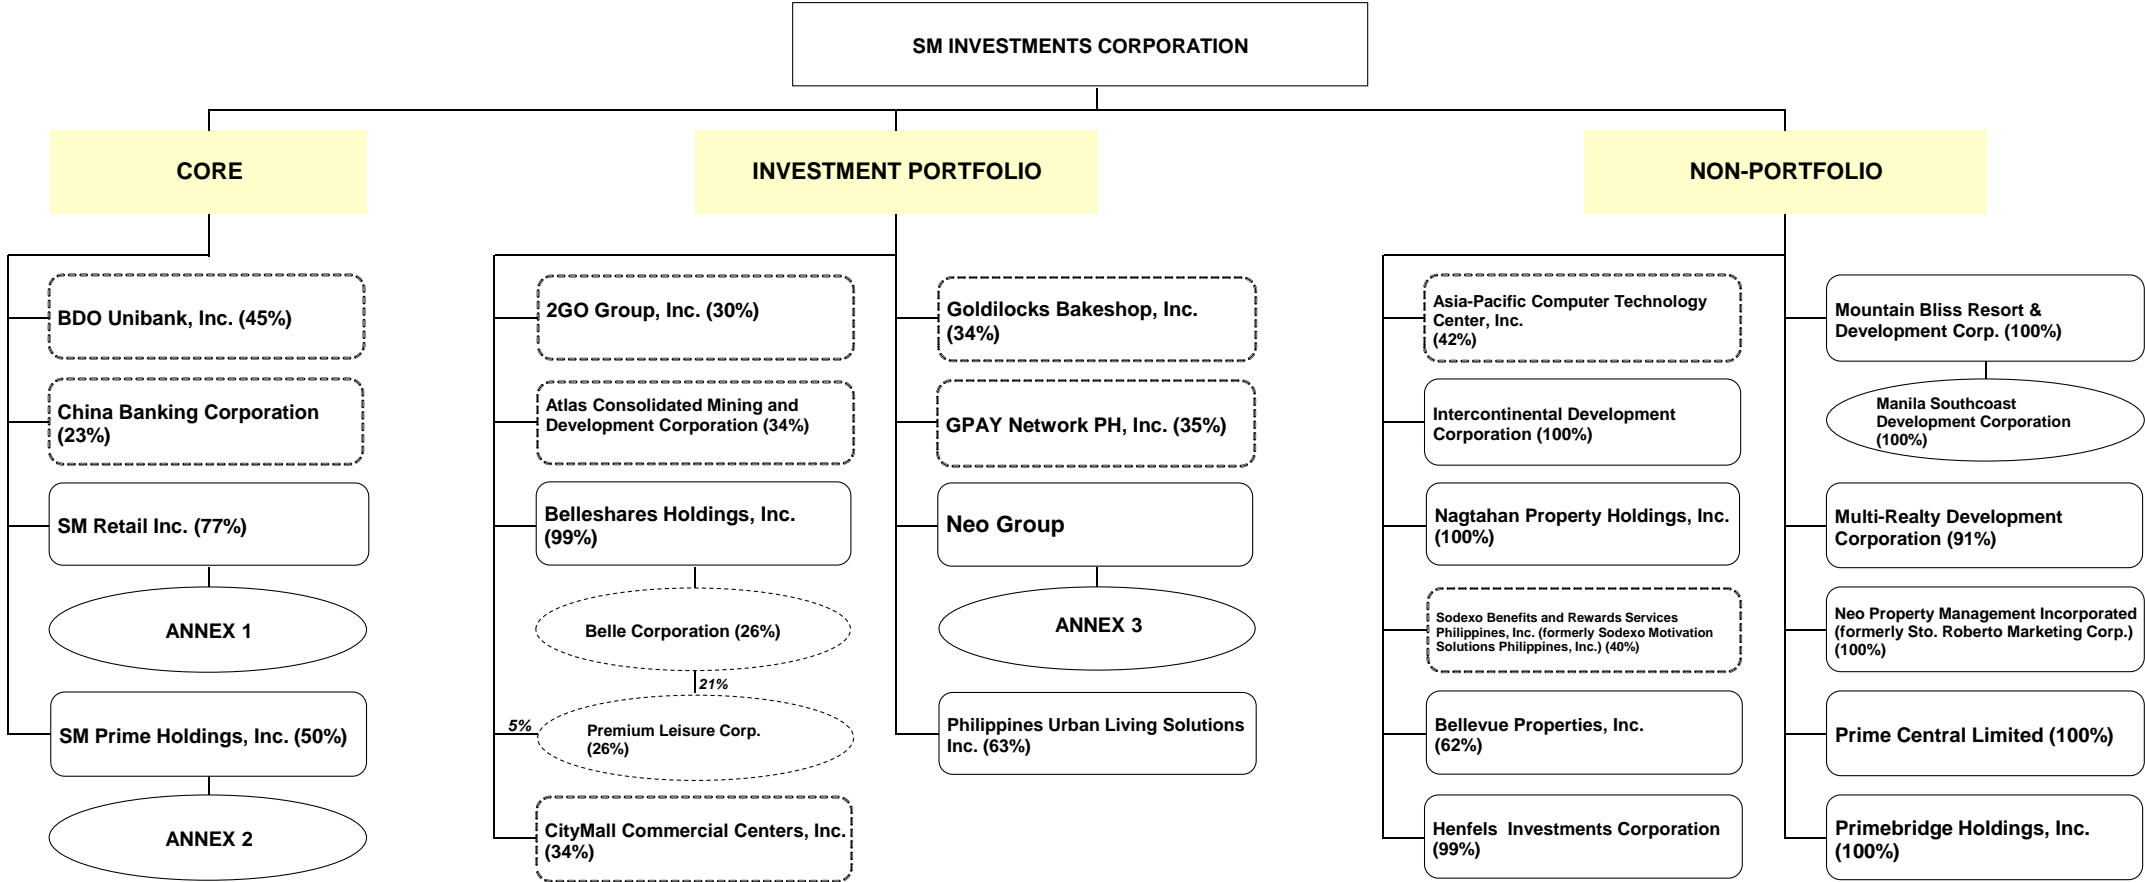 SM INVESTMENTS CORPORATION
CORE
INVESTMENT PORTFOLIO
NON-PORTFOLIO
BDO Unibank, Inc. (45%)
China Banking Corporation
(23%)
SM Retail Inc. (77%)
ANNEX 1
SM Prime Holdings, Inc. (50%)
ANNEX 2
2GO Group, Inc. (30%)
Atlas Consolidated Mining and
Development Corporation (34%)
Belleshares Holdings, Inc.
(99%)
Belle Corporation (26%)
21%
5%
Premium Leisure Corp.
(26%)
CityMall Commercial Centers, Inc.
(34%)
Goldilocks Bakeshop, Inc.
(34%)
GPAY Network PH, Inc. (35%)
Neo Group
ANNEX 3
Philippines Urban Living Solutions
Inc. (63%)
Asia-Pacific Computer Technology
Center, Inc.
(42%)
Intercontinental Development
Corporation (100%)
Nagtahan Property Holdings, Inc.
(100%)
Sodexo Benefits and Rewards Services
Philippines, Inc. (formerly Sodexo Motivation
Solutions Philippines, Inc.) (40%)
Bellevue Properties, Inc.
(62%)
Henfels Investments Corporation
(99%)
Mountain Bliss Resort &
Development Corp. (100%)
Manila Southcoast
Development Corporation
(100%)
Multi-Realty Development
Corporation (91%)
Neo Property Management Incorporated
(formerly Sto. Roberto Marketing Corp.)
(100%)
Prime Central Limited (100%)
Primebridge Holdings, Inc.
(100%)